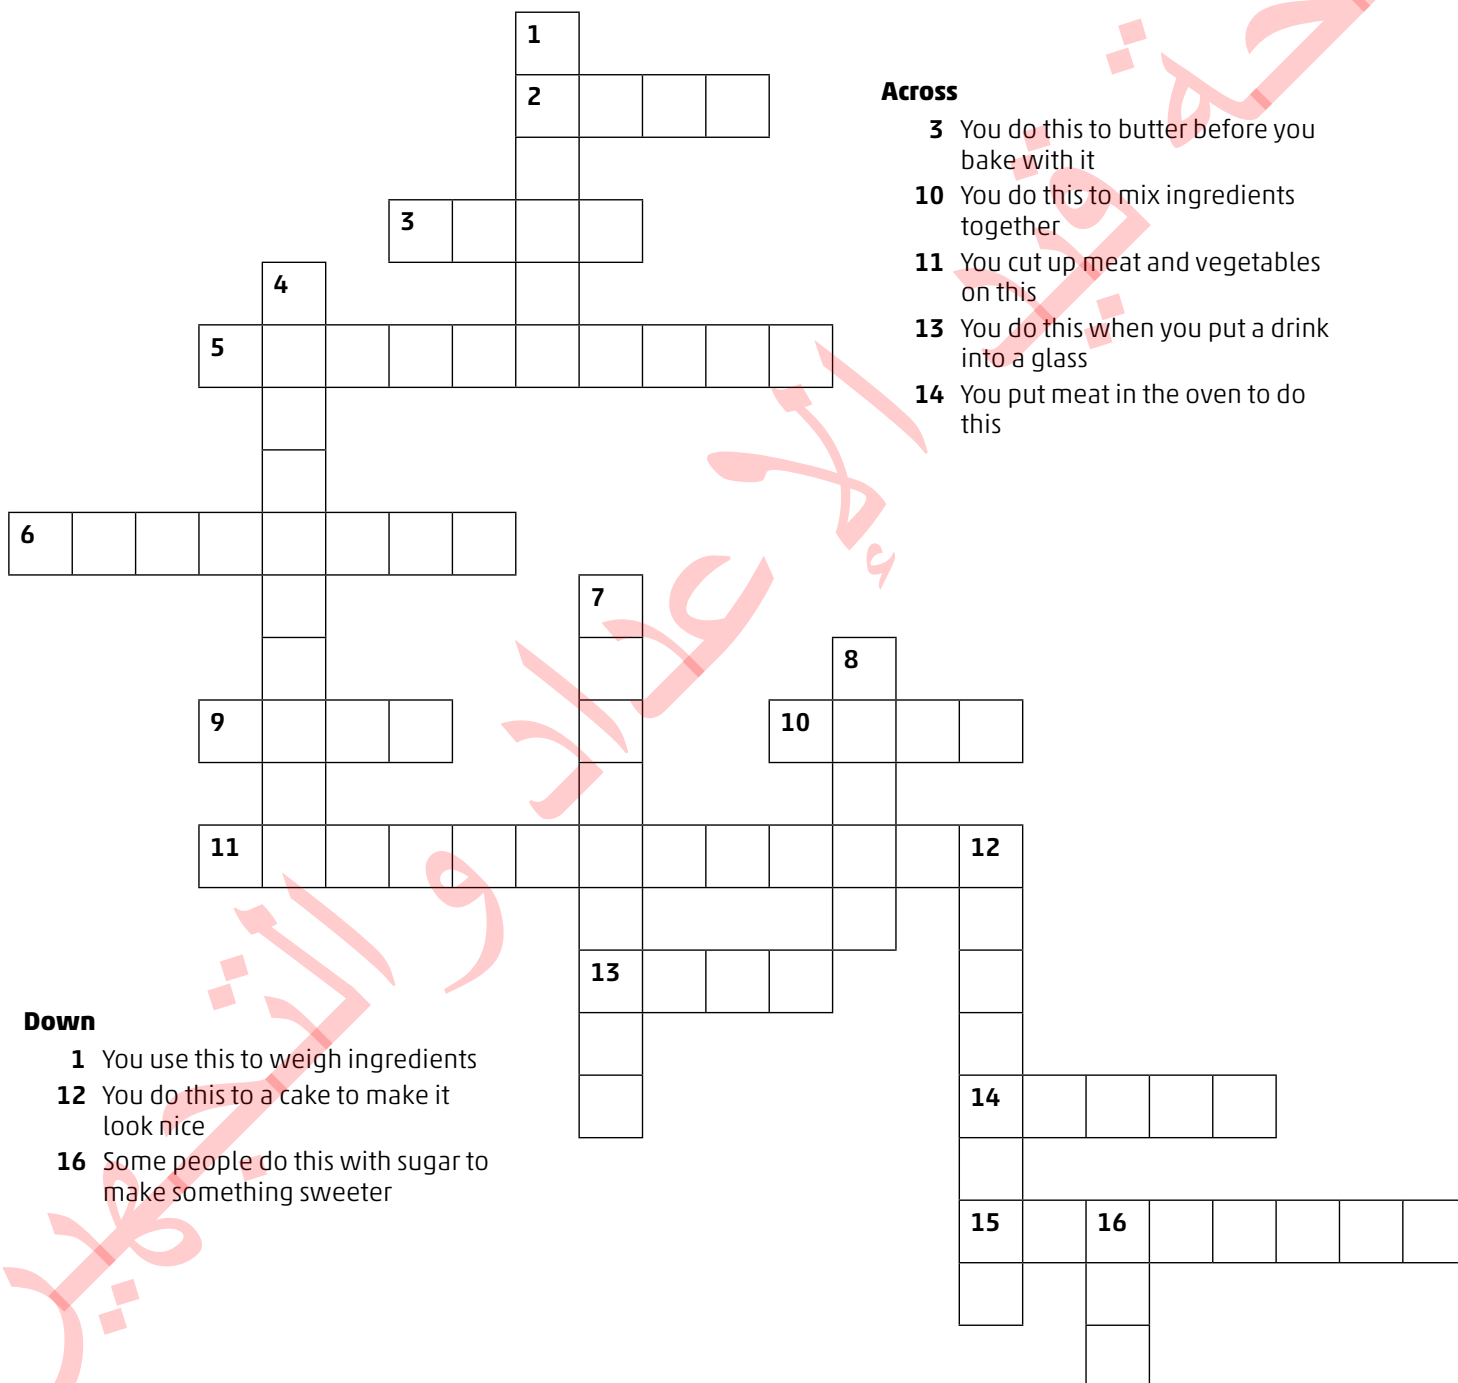 1
2
Across
3 You do this to butter before you
bake with it
10 You do this to mix ingredients
together
11 You cut up meat and vegetables
on this
13 You do this when you put a drink
into a glass
14 You put meat in the oven to do
this
3
4
5
6
7
8
9
10
11
12
13
Down
1 You use this to weigh ingredients
12 You do this to a cake to make it
look nice
16 Some people do this with sugar to
make something sweeter
14
15
16